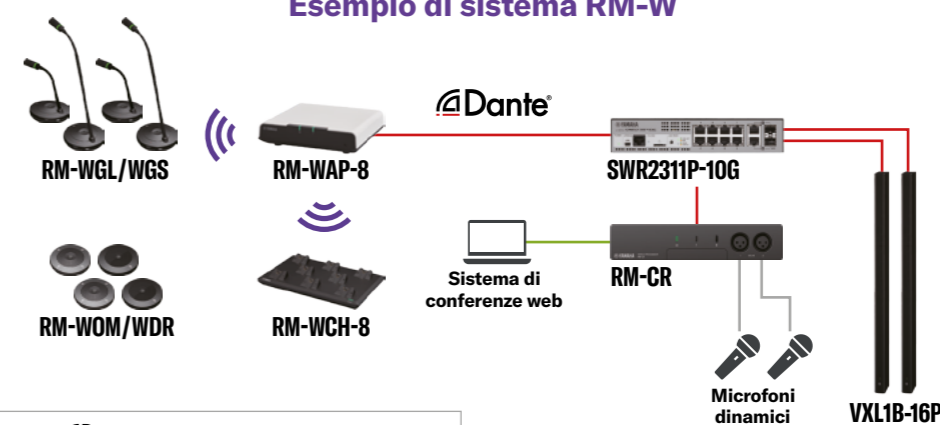 Esempio di sistema RM-W
Dante®
RM-WGL/WGS
RM-WAP-8
SWR2311P-10G
RM-WOM/WDR
RM-WCH-8
Sistema di
conferenze web
RM-CR
Microfoni
dinamici
VXL1B-16P